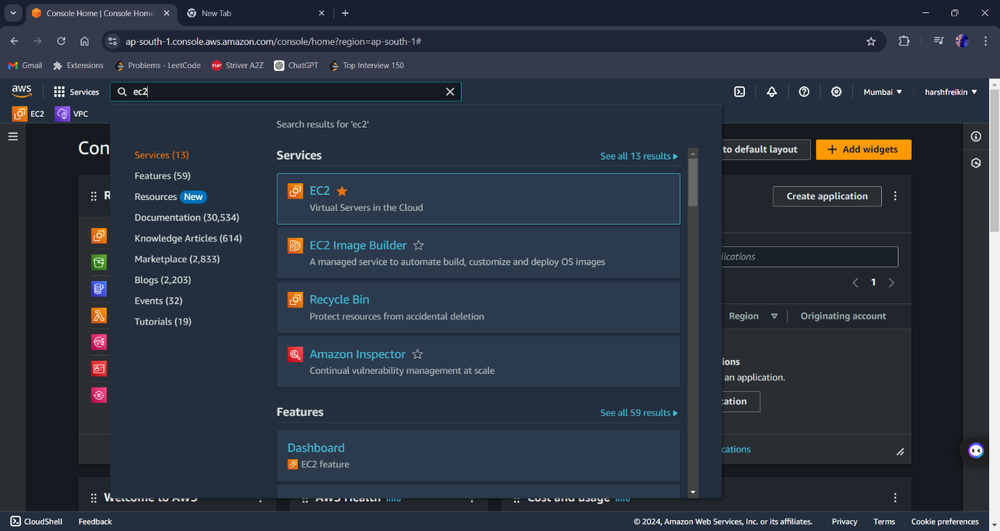 Console Home | Console Home
New Tab
ap-south-1.console.aws.amazon.com/console/home?region=ap-south-1#
Gmail
Extensions
Problems - LeetCode
TUF
Striver A2Z
ChatGPT
Top Interview 150
aws
Services
ec2
Mumbai
harshfreikin
EC2
VPC
Search results for 'ec2'
Con
to default layout
Add widgets
Services (13)
Features (59)
Resources New
Documentation (30,534)
Knowledge Articles (614)
Marketplace (2,833)
Blogs (2,203)
Events (32)
Tutorials (19)
Services
See all 13 results
EC2
Virtual Servers in the Cloud
EC2 Image Builder
A managed service to automate build, customize and deploy OS images
Recycle Bin
Protect resources from accidental deletion
Amazon Inspector
Continual vulnerability management at scale
Features
See all 59 results
Dashboard
EC2 feature
R
Create application
lications
1
Region
Originating account
ions
an application.
cation
cations
Welcome to AWS
AWS Health Info
Cost and usage Info
CloudShell
Feedback
© 2024, Amazon Web Services, Inc. or its affiliates.
Privacy
Terms
Cookie preferences